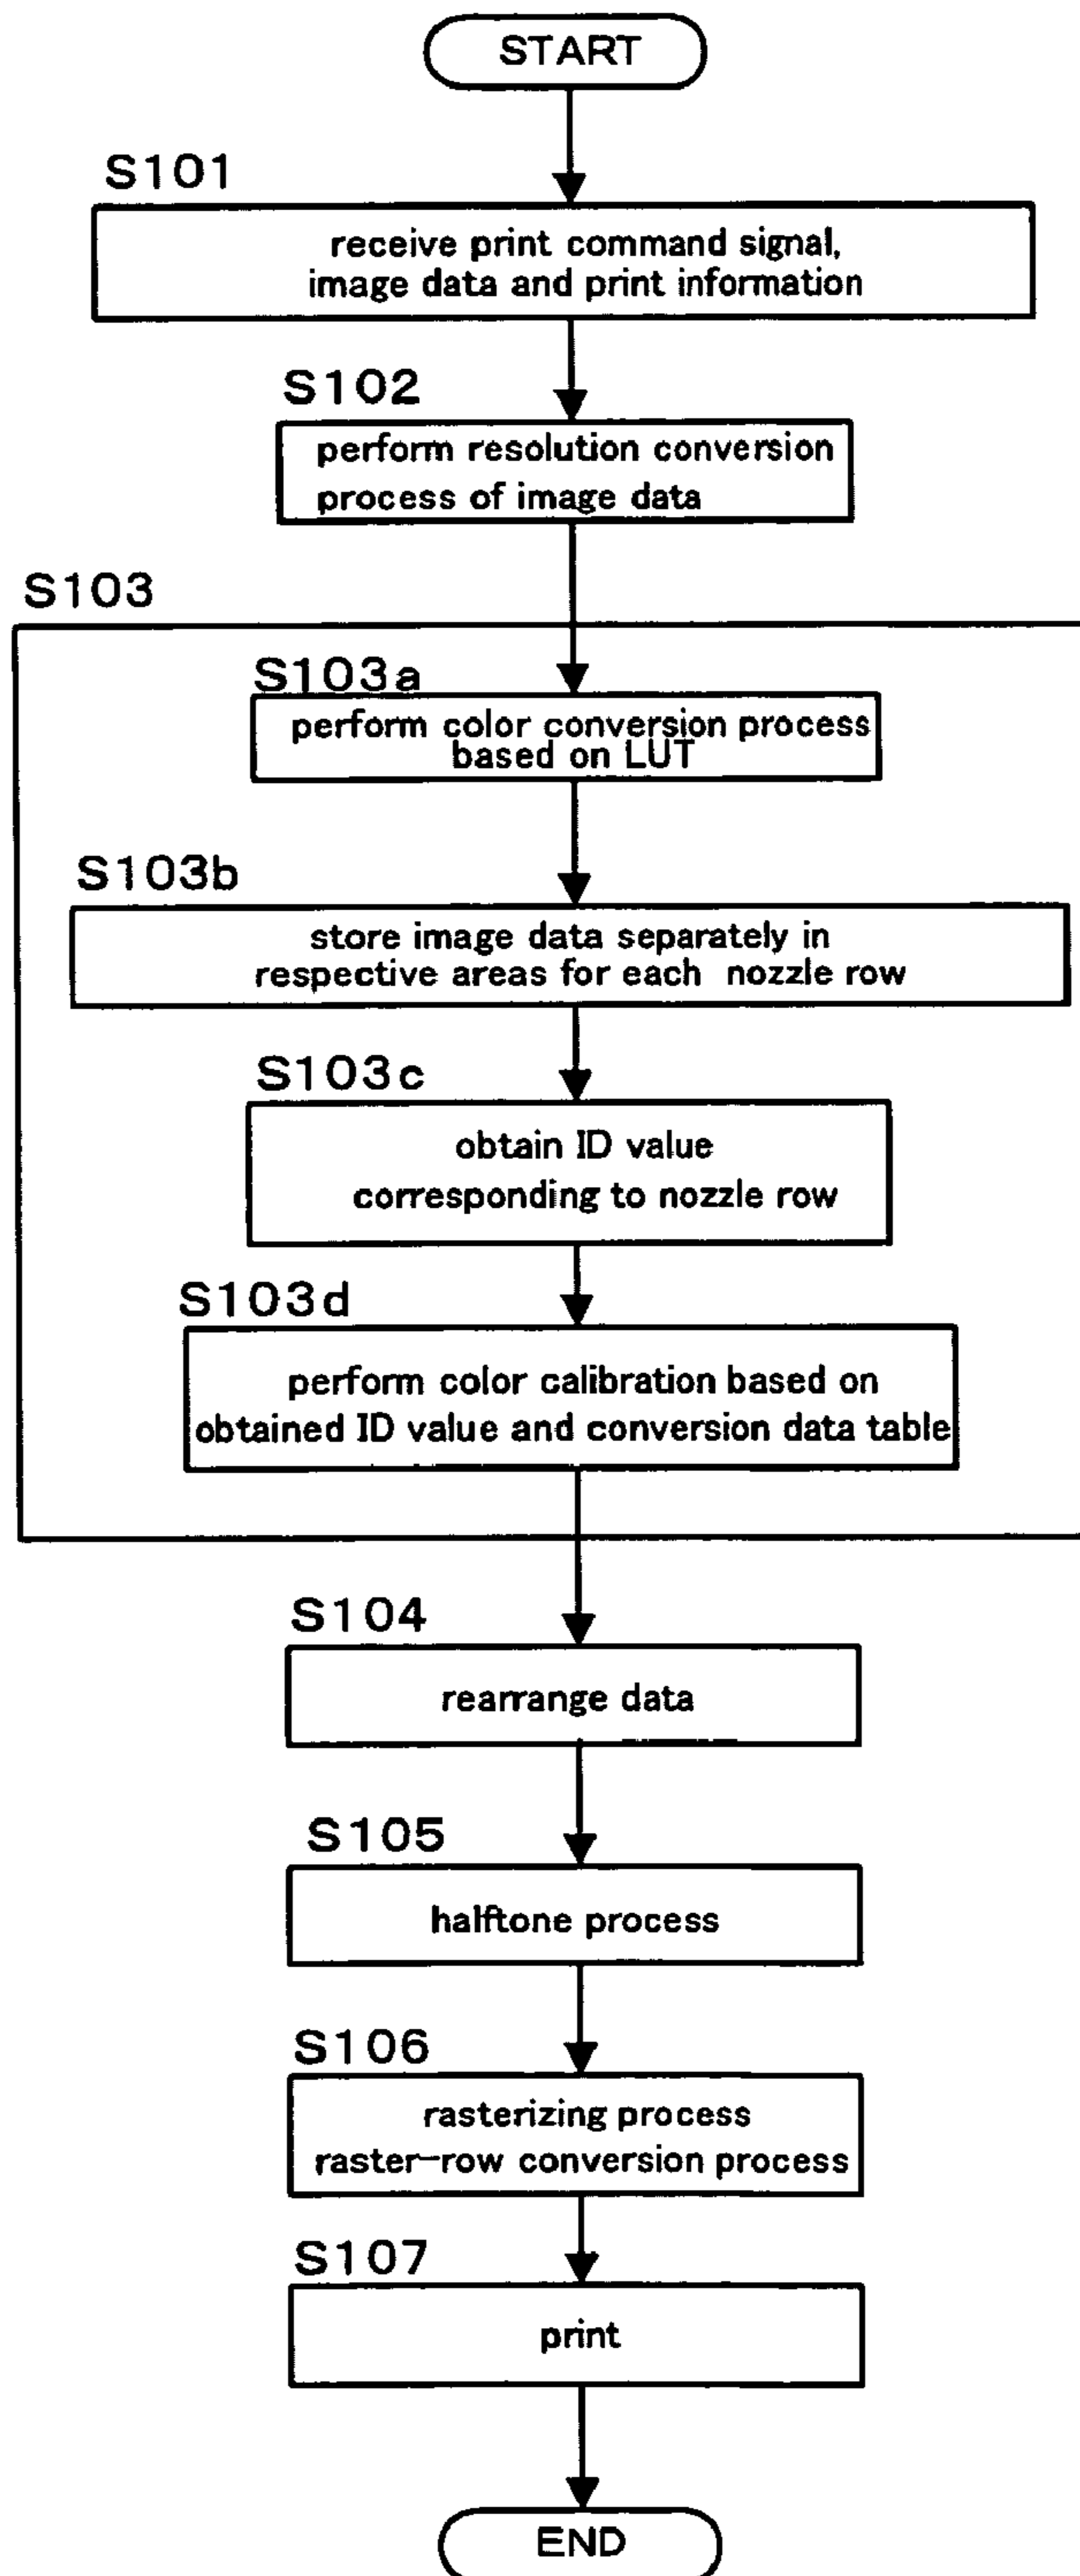 START
S101
receive print command signal,
image data and print information
S102
perform resolution conversion
process of image data
S103
S103a
perform color conversion process
based on LUT
S103b
store image data separately in
respective areas for each nozzle row
S103c
obtain ID value
corresponding to nozzle row
S103d
perform color calibration based on
obtained ID value and conversion data table
S104
rearrange data
S105
halftone process
S106
rasterizing process
raster-row conversion process
S107
print
END